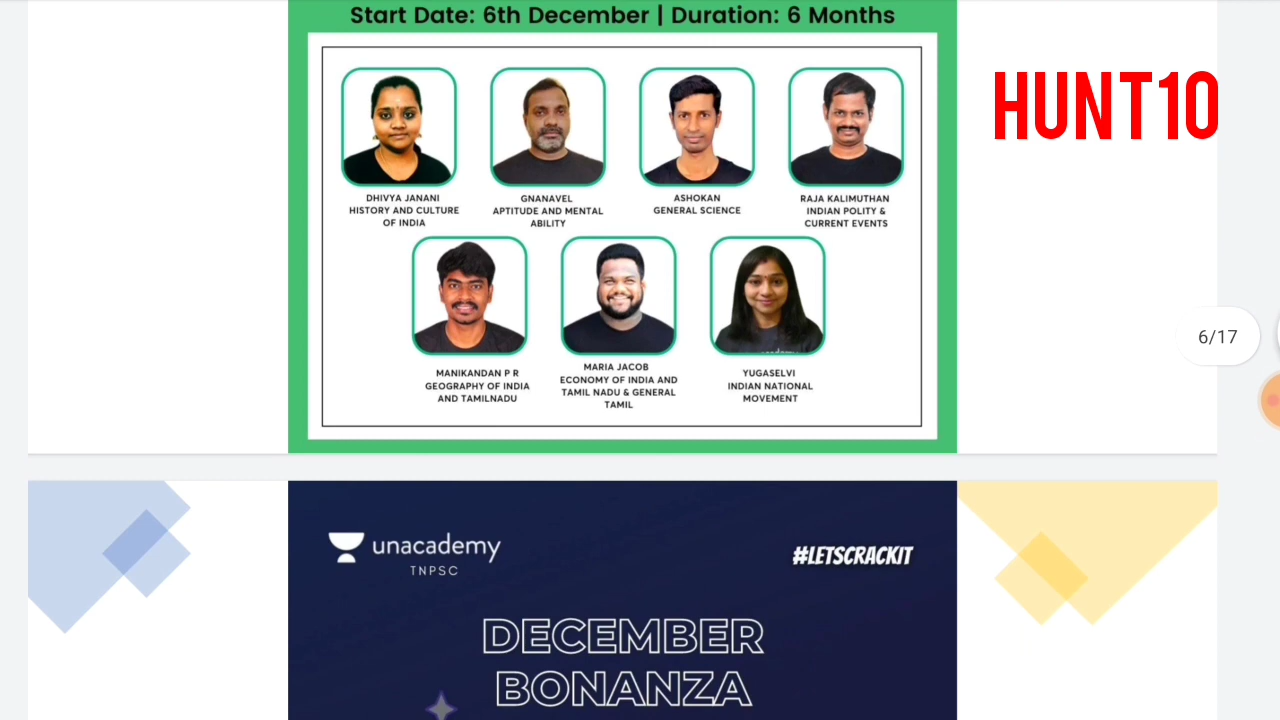 Start Date: 6th December | Duration: 6 Months
HUNT10
DHIVYA JANANI
HISTORY AND CULTURE
OF INDIA
GNANAVEL
APTITUDE AND MENTAL
ABILITY
ASHOKAN
GENERAL SCIENCE
RAJA KALIMUTHAN
INDIAN POLITY &
CURRENT EVENTS
6/17
MANIKANDAN P R
GEOGRAPHY OF INDIA
AND TAMILNADU
MARIA JACOB
ECONOMY OF INDIA AND
TAMIL NADU & GENERAL
TAMIL
YUGASELVI
INDIAN NATIONAL
MOVEMENT
unacademy
TNPSC
#LETSCRACKIT
DECEMBER
BONANZA